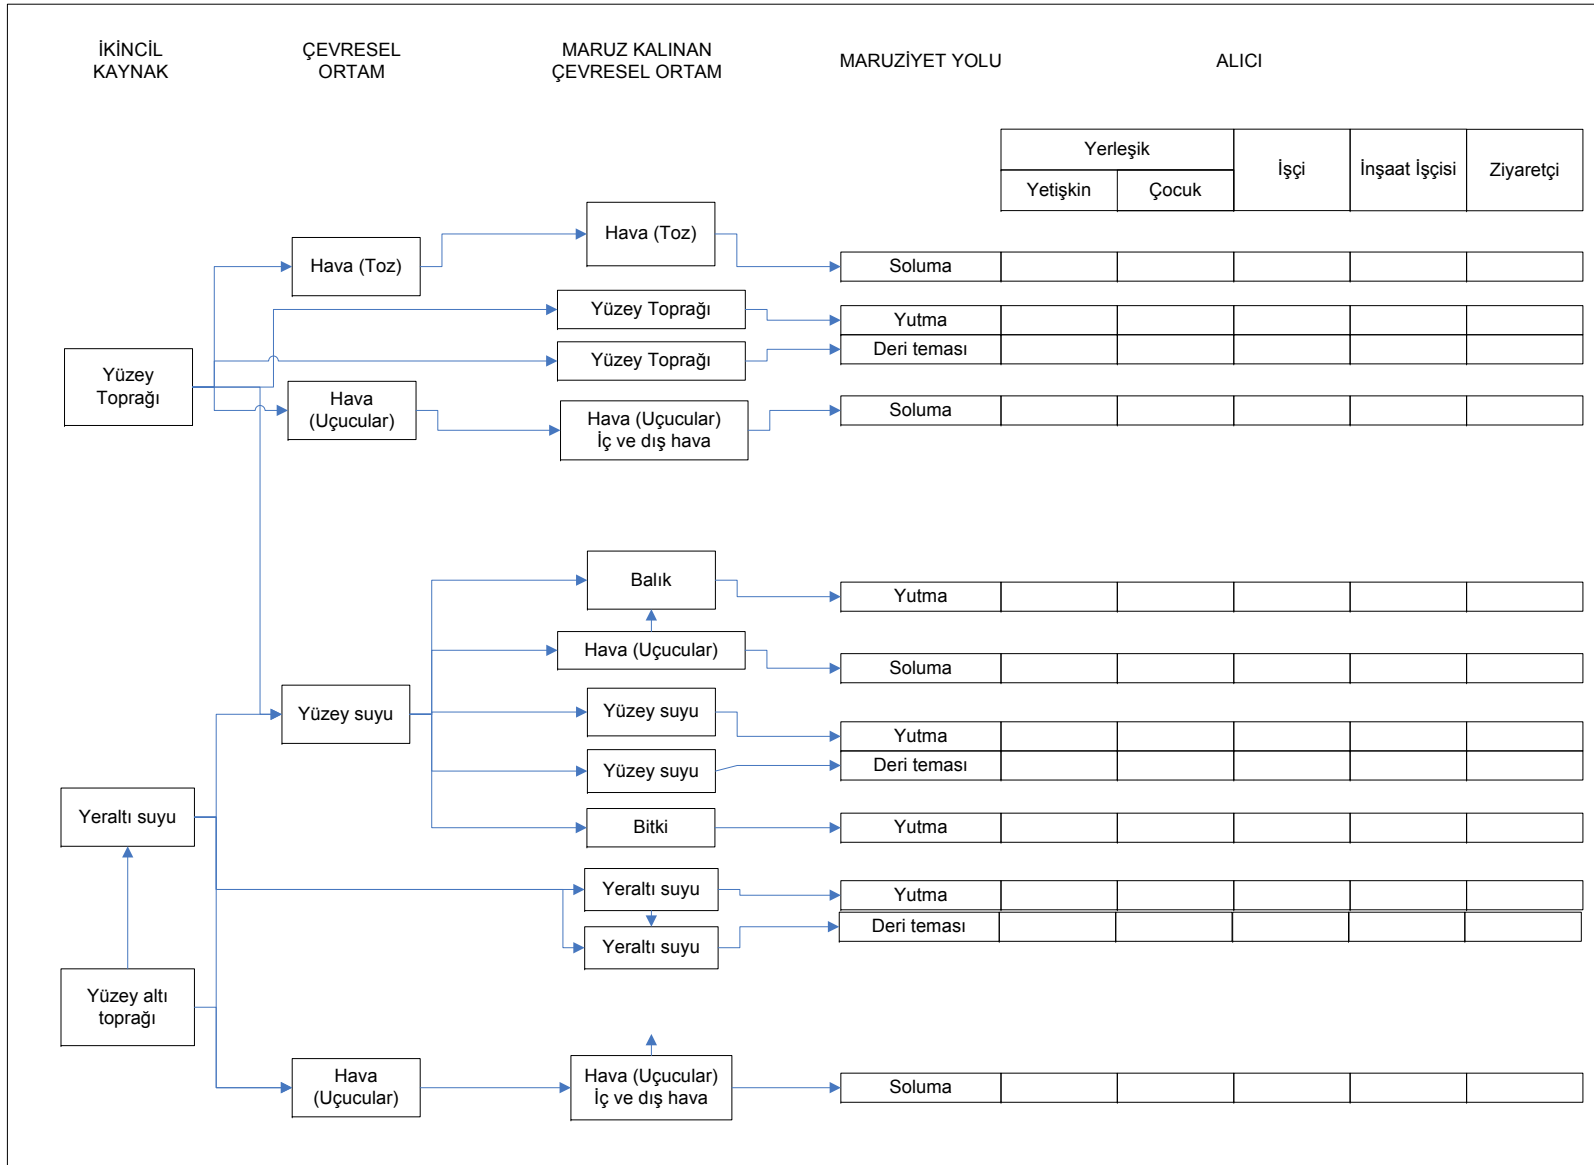 İKİNCİL
KAYNAK
ÇEVRESEL
ORTAM
MARUZ KALINAN
ÇEVRESEL ORTAM
MARUZİYET YOLU
ALICI
Yerleşik
Yetişkin
Çocuk
İşçi
İnşaat İşçisi
Ziyaretçi
Hava (Toz)
Hava (Toz)
Soluma
Yüzey Toprağı
Yutma
Yüzey Toprağı
Deri teması
Yüzey
Toprağı
Hava
(Uçucular)
Hava (Uçucular)
İç ve dış hava
Soluma
Balık
Yutma
Hava (Uçucular)
Soluma
Yüzey suyu
Yüzey suyu
Yutma
Yüzey suyu
Deri teması
Yeraltı suyu
Bitki
Yutma
Yeraltı suyu
Yutma
Yeraltı suyu
Deri teması
Yüzey altı
toprağı
Hava
(Uçucular)
Hava (Uçucular)
İç ve dış hava
Soluma